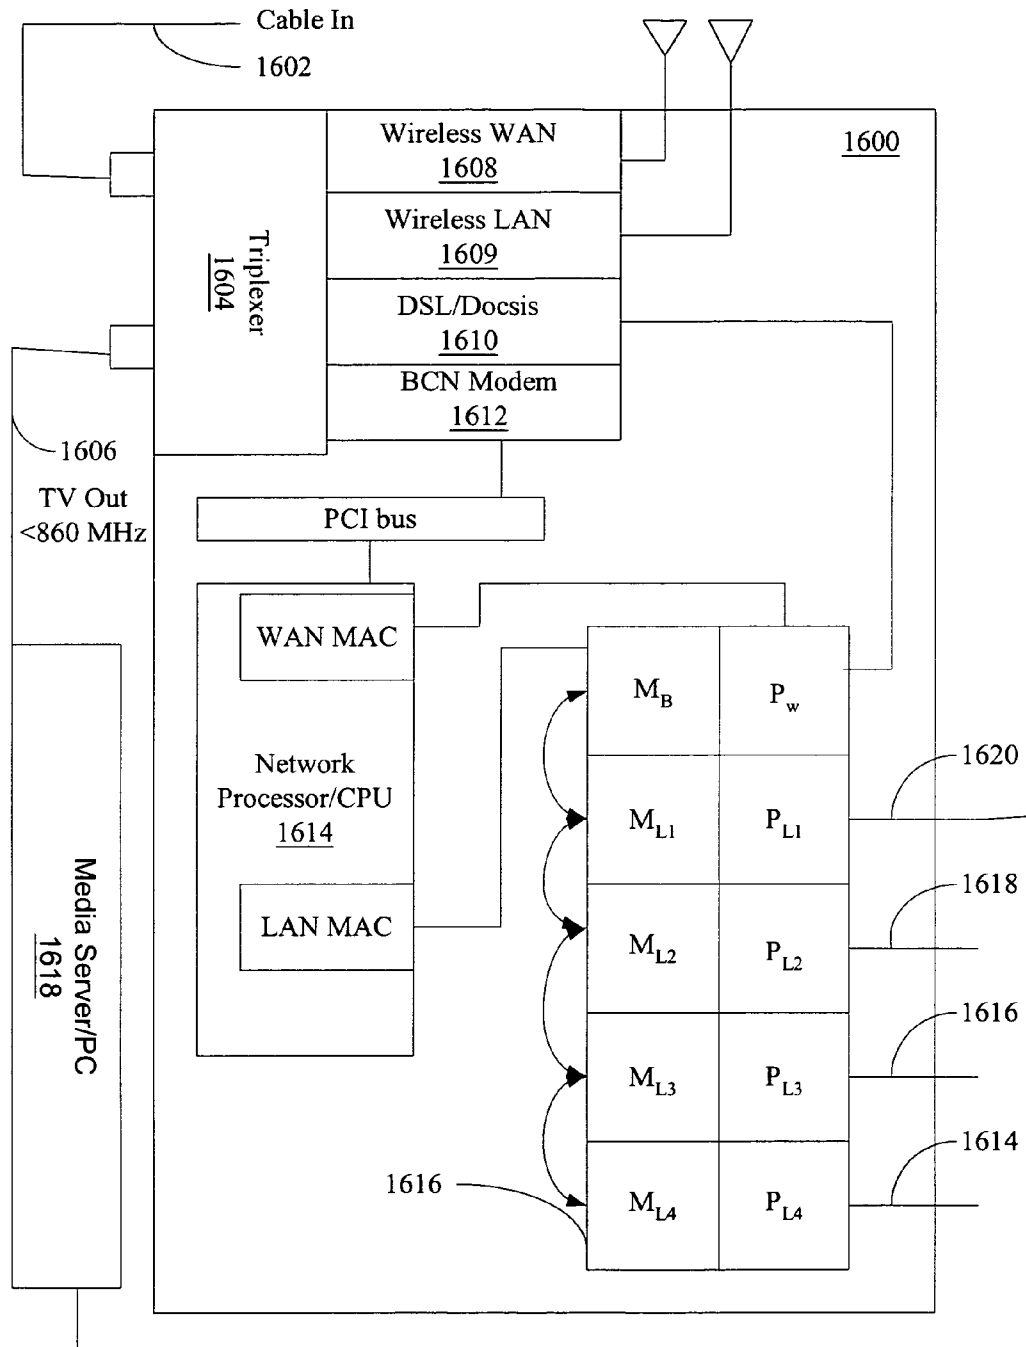 Cable In
1602
1600
Wireless WAN
1608
Wireless LAN
1609
Triplexer
1604
DSL/Docsis
1610
BCN Modem
1612
1606
TV Out
<860 MHz
PCI bus
WAN MAC
Network
Processor/CPU
1614
LAN MAC
Media Server/PC
1618
M_B P_w
M_L1 P_L1
M_L2 P_L2
M_L3 P_L3
M_L4 P_L4
1620
1618
1616
1614
1616